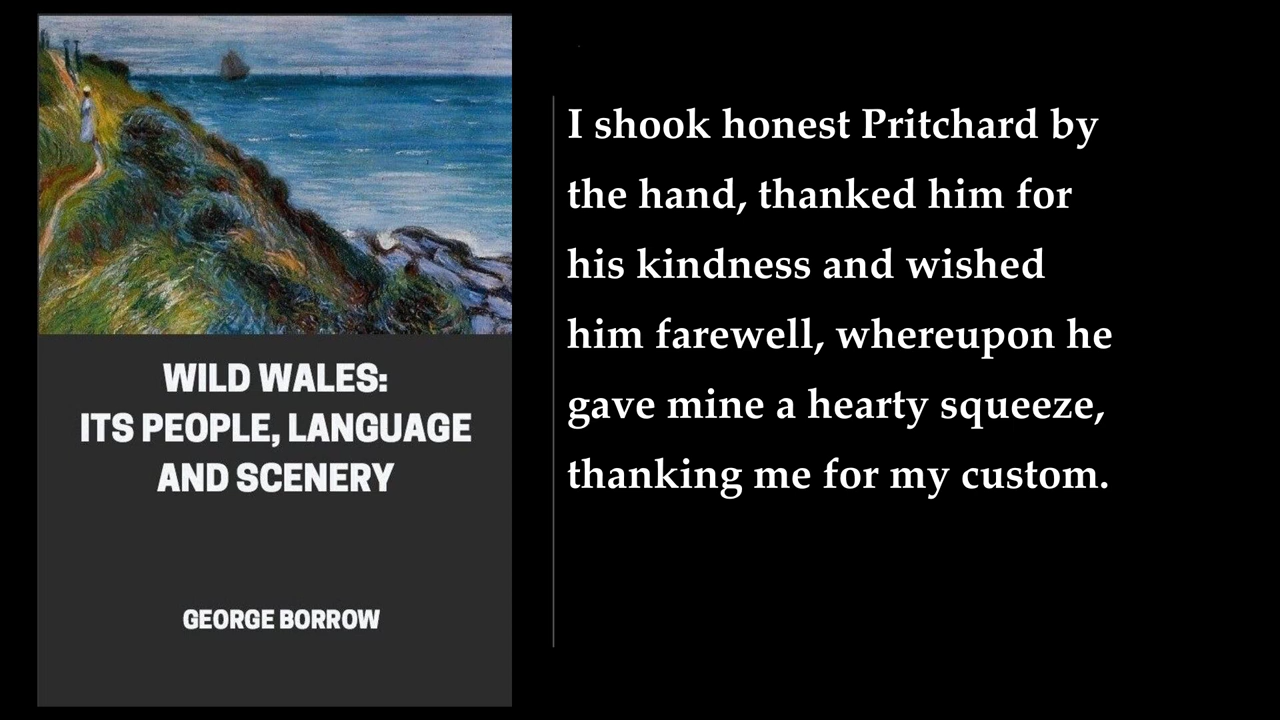 WILD WALES:
ITS PEOPLE, LANGUAGE
AND SCENERY
GEORGE BORROW
I shook honest Pritchard by
the hand, thanked him for
his kindness and wished
him farewell, whereupon he
gave mine a hearty squeeze,
thanking me for my custom.